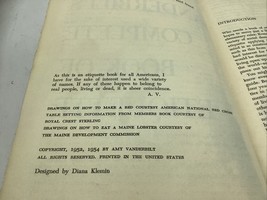 As this is an etiquette book for all Americans, I
have for the sake of interest used a wide variety
of names. If any of these happen to belong to
real people, living or dead, it is sheer coincidence.
A. V.
DRAWINGS ON HOW TO MAKE A BED COURTESY AMERICAN NATIONAL RED CROSS
TABLE SETTING INFORMATION FROM MEMBERS BOOK COURTESY OF
ROYAL CREST STERLING
DRAWINGS ON HOW TO EAT A MAINE LOBSTER COURTESY OF
THE MAINE DEVELOPMENT COMMISSION
COPYRIGHT, 1952, 1954 BY AMY VANDERBILT
ALL RIGHTS RESERVED. PRINTED IN THE UNITED STATES
Designed by Diana Klemin
INTRODUCTION